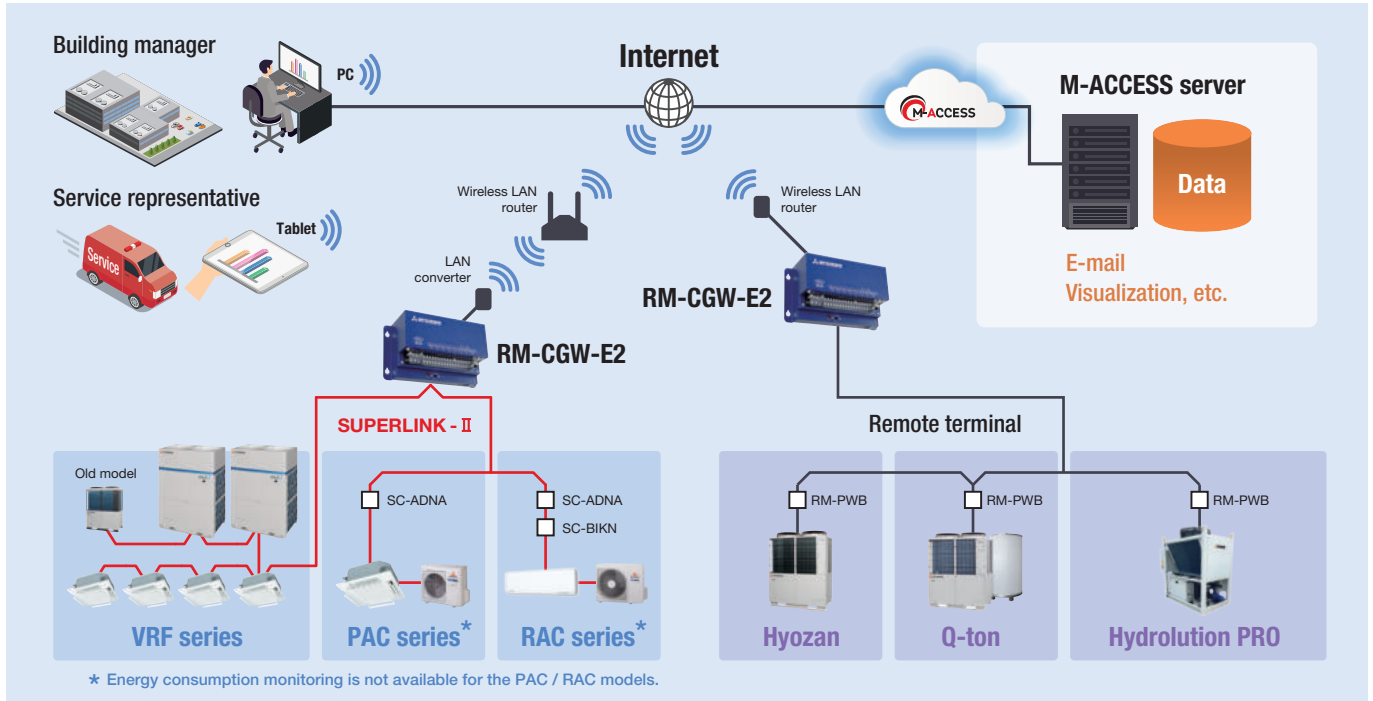 Building manager
PC
Internet
M-ACCESS
M-ACCESS server
Data
E-mail
Visualization, etc.
Service representative
Service
Tablet
Wireless LAN
router
LAN
converter
RM-CGW-E2
Wireless LAN
router
RM-CGW-E2
SUPERLINK - II
Remote terminal
Old model
SC-ADNA
SC-ADNA
SC-BIKN
RM-PWB
RM-PWB
RM-PWB
VRF series
PAC series*
RAC series*
Hyozan
Q-ton
Hydrolution PRO
* Energy consumption monitoring is not available for the PAC / RAC models.